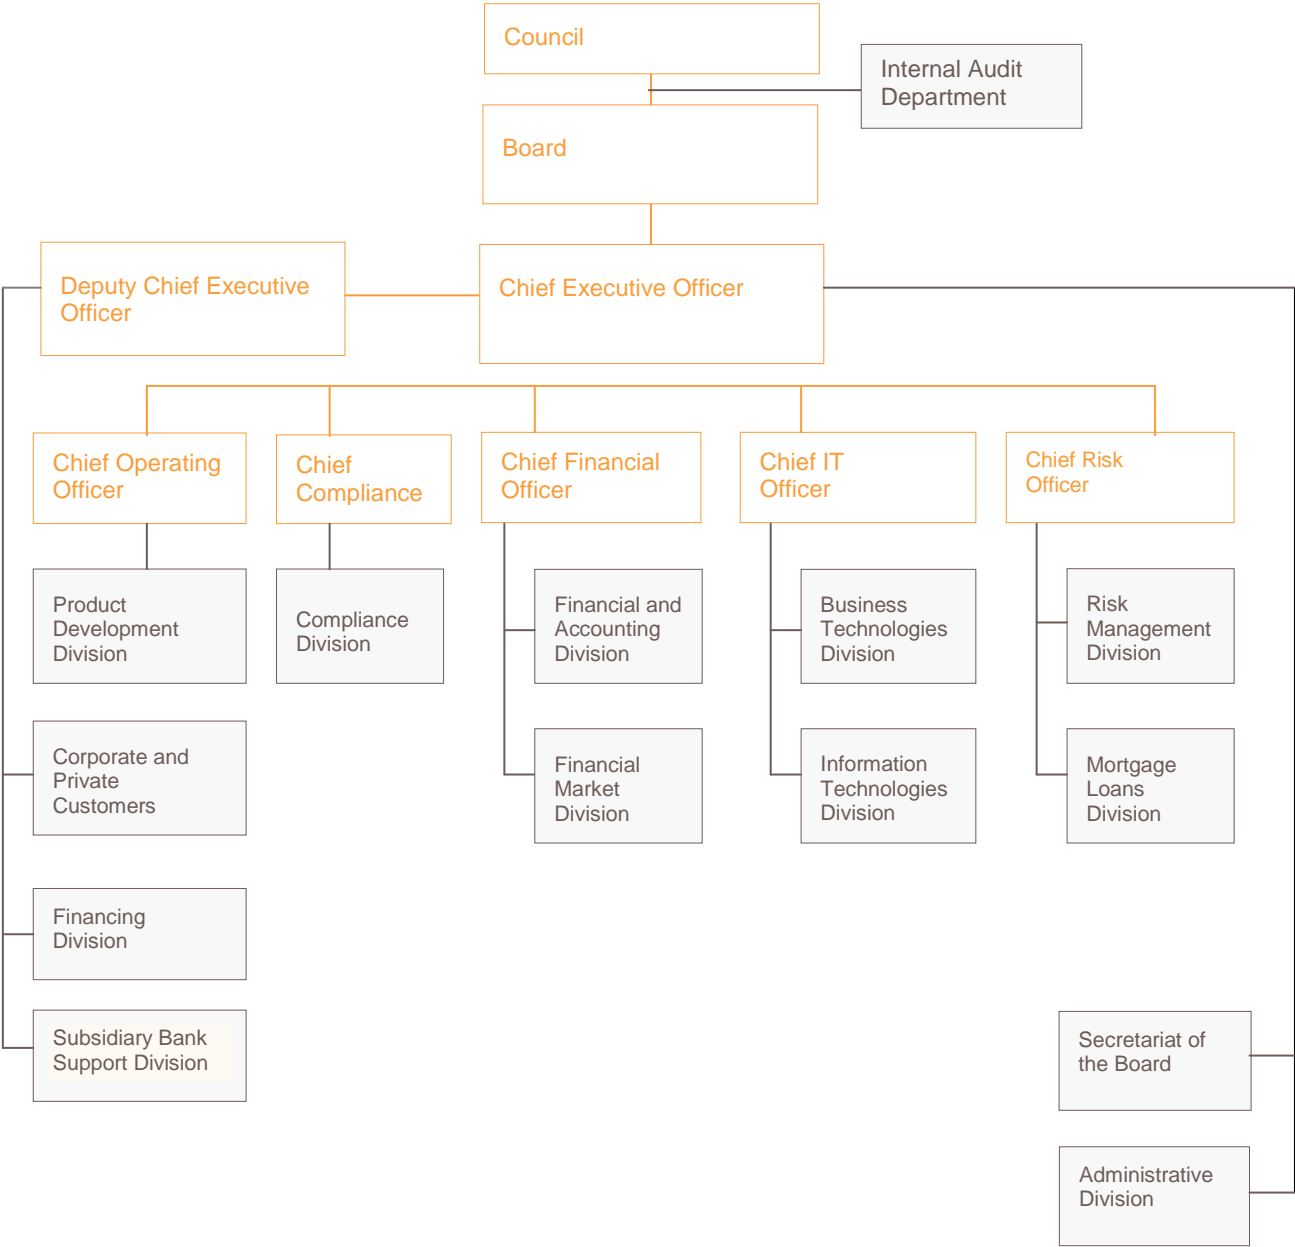 Council
Internal Audit
Department
Board
Deputy Chief Executive
Officer
Chief Executive Officer
Chief Operating
Officer
Chief
Compliance
Chief Financial
Officer
Chief IT
Officer
Chief Risk
Officer
Product
Development
Division
Compliance
Division
Financial and
Accounting
Division
Business
Technologies
Division
Risk
Management
Division
Corporate and
Private
Customers
Financial
Market
Division
Information
Technologies
Division
Mortgage
Loans
Division
Financing
Division
Subsidiary Bank
Support Division
Secretariat of
the Board
Administrative
Division